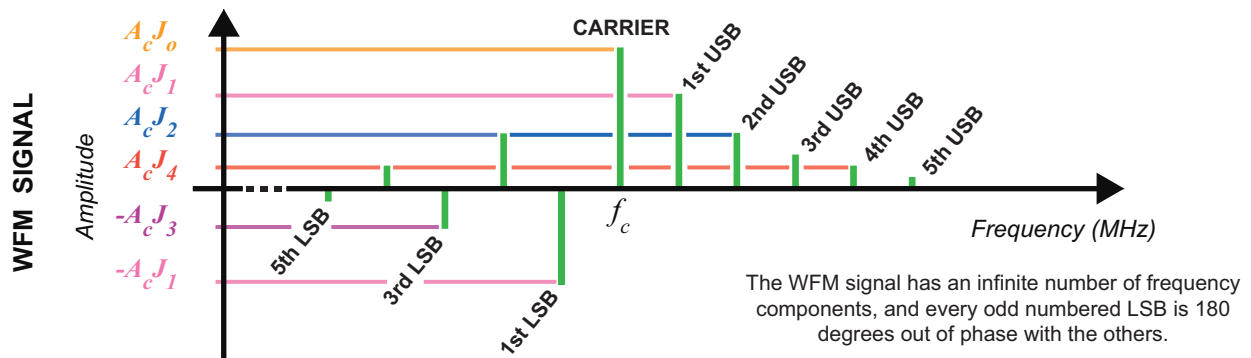 WFM SIGNAL
Amplitude
AcJo
AcJ1
AcJ2
AcJ4
-AcJ3
-AcJ1
CARRIER
1st USB
2nd USB
3rd USB
4th USB
5th USB
5th LSB
3rd LSB
1st LSB
fc
Frequency (MHz)
The WFM signal has an infinite number of frequency
components, and every odd numbered LSB is 180
degrees out of phase with the others.